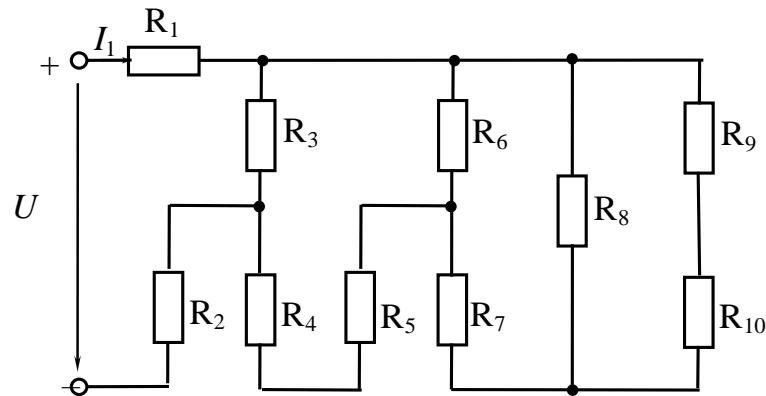 R₁
+ I₁
R₃ R₆ R₉
U R₈
R₂ R₄ R₅ R₇ R₁₀
−